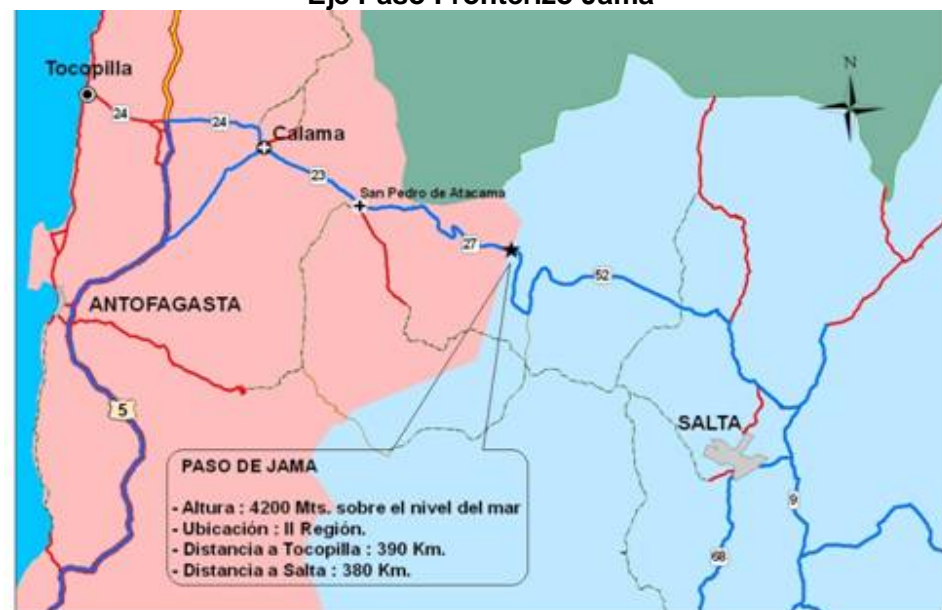 Eje Paso Fronterizo Jama
N
Tocopilla
24
24
Calama
23
San Pedro de Atacama
27
52
ANTOFAGASTA
5
SALTA
9
68
PASO DE JAMA
- Altura : 4200 Mts. sobre el nivel del mar
- Ubicación : II Región.
- Distancia a Tocopilla : 390 Km.
- Distancia a Salta : 380 Km.